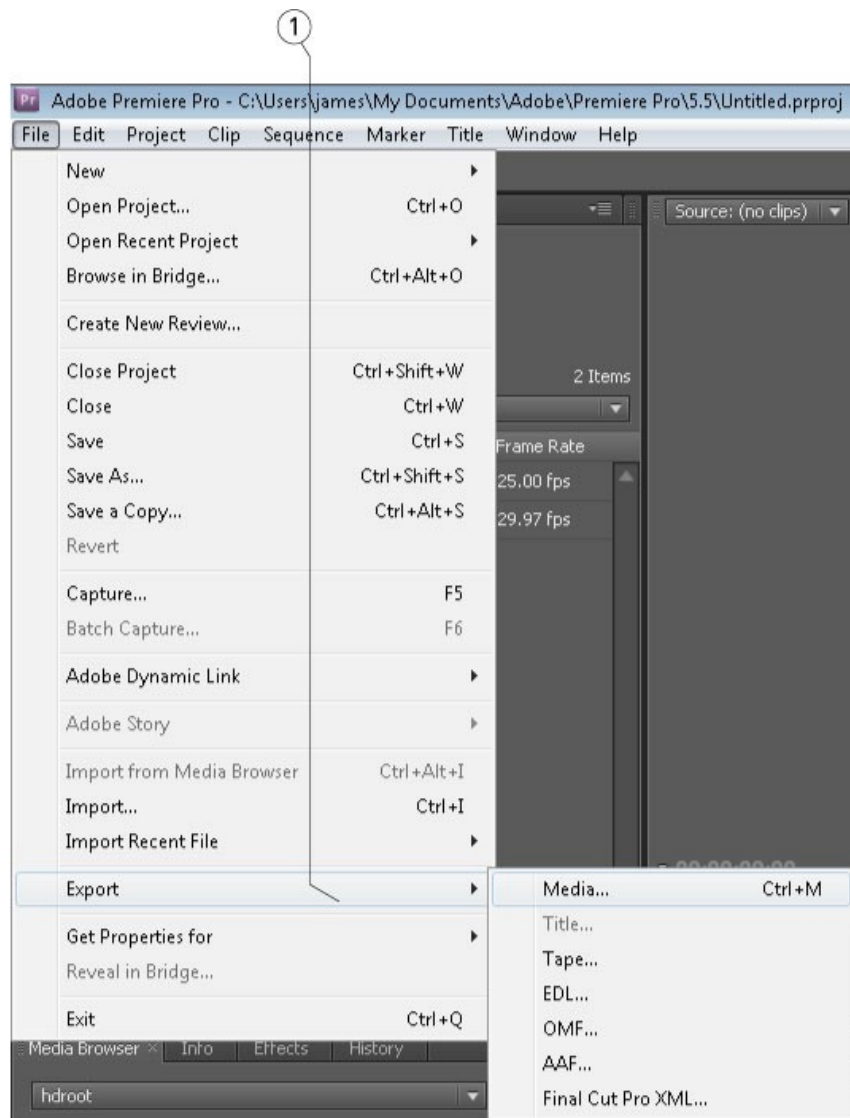 1
Pr Adobe Premiere Pro - C:\Users\james\My Documents\Adobe\Premiere Pro\5.5\Untitled.prproj
File Edit Project Clip Sequence Marker Title Window Help
New
Open Project... Ctrl+O
Open Recent Project
Browse in Bridge... Ctrl+Alt+O
Create New Review...
Close Project Ctrl+Shift+W
Close Ctrl+W
Save Ctrl+S
Save As... Ctrl+Shift+S
Save a Copy... Ctrl+Alt+S
Revert
Capture... F5
Batch Capture... F6
Adobe Dynamic Link
Adobe Story
Import from Media Browser Ctrl+Alt+I
Import... Ctrl+I
Import Recent File
Export
Get Properties for
Reveal in Bridge...
Exit Ctrl+Q
Source: (no clips)
2 Items
Frame Rate
25.00 fps
29.97 fps
Media... Ctrl+M
Title...
Tape...
EDL...
OMF...
AAF...
Final Cut Pro XML...
Media Browser × Info Effects History
hdroot